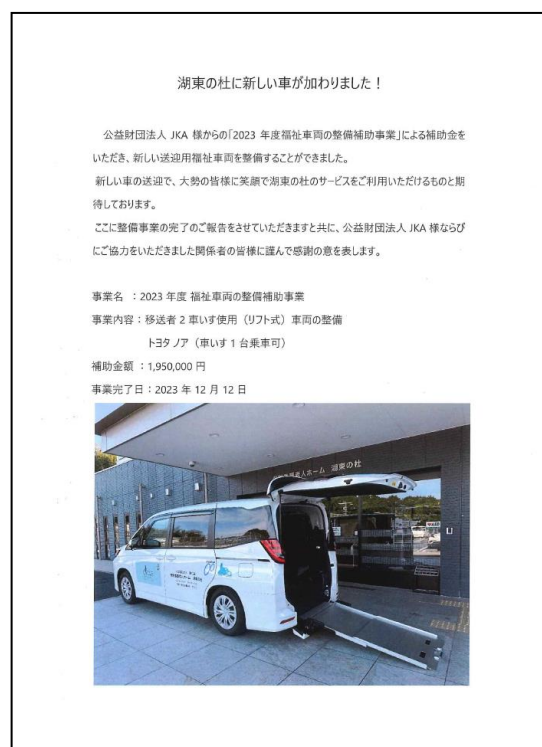 湖東の杜に新しい車が加わりました！
公益財団法人 JKA 様からの「2023 年度福祉車両の整備補助事業」による補助金を
いただき、新しい送迎用福祉車両を整備することができました。
新しい車の送迎で、大勢の皆様に笑顔で湖東の杜のサービスをご利用いただけるものと期
待しております。
ここに整備事業の完了のご報告をさせていただきますと共に、公益財団法人 JKA 様ならび
にご協力をいただきました関係者の皆様に謹んで感謝の意を表します。
事業名 ：2023 年度 福祉車両の整備補助事業
事業内容：移送者 2 車いす使用（リフト式）車両の整備
トヨタ ノア（車いす 1 台乗車可）
補助金額 ：1,950,000 円
事業完了日：2023 年 12 月 12 日
老人ホーム 湖東の杜